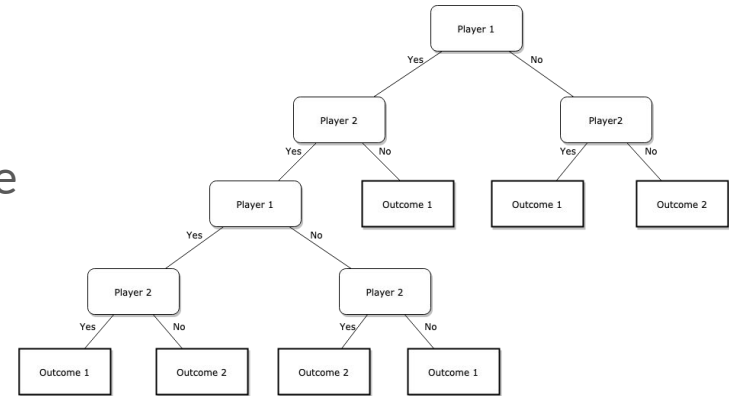 Player 1
Yes
No
Player 2
Player2
Yes
No
Yes
No
e
Player 1
Outcome 1
Outcome 1
Outcome 2
Yes
No
Player 2
Player 2
Yes
No
Yes
No
Outcome 1
Outcome 2
Outcome 2
Outcome 1